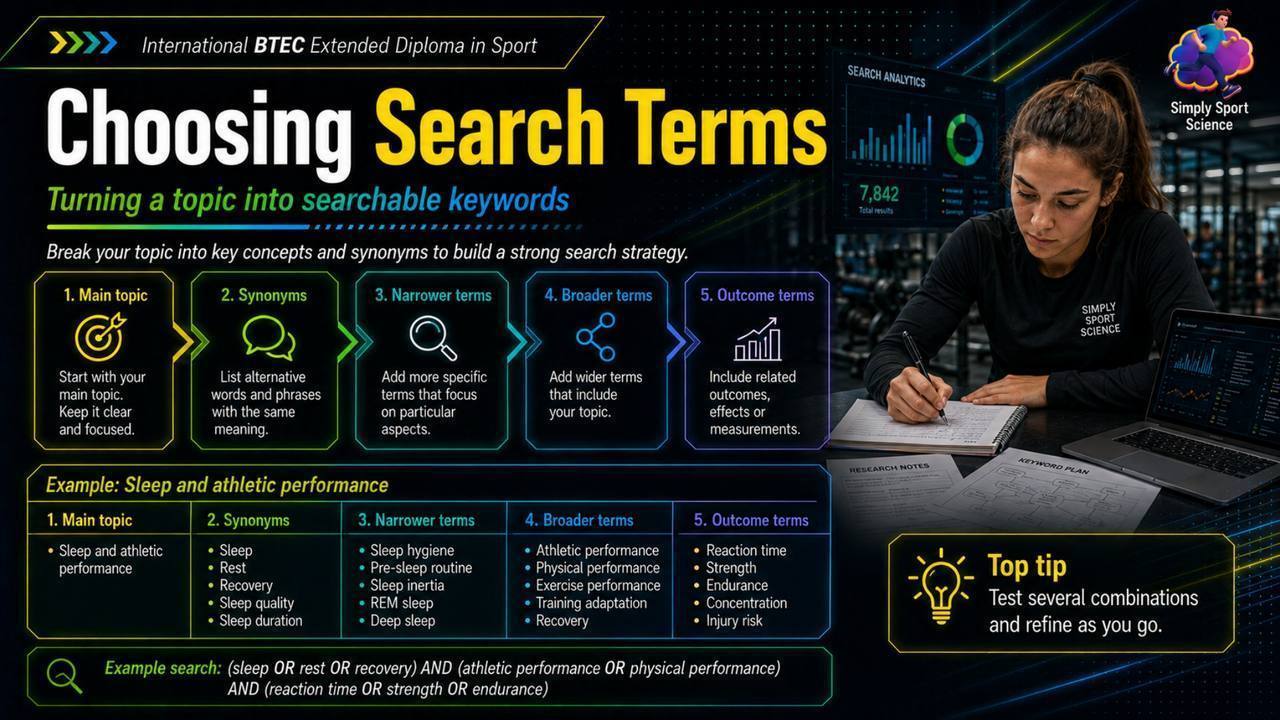 International BTEC Extended Diploma in Sport
Simply Sport
Science
Choosing Search Terms
Turning a topic into searchable keywords
Break your topic into key concepts and synonyms to build a strong search strategy.
SEARCH ANALYTICS
7,842
Total results
1. Main topic
Start with your
main topic.
Keep it clear
and focused.
2. Synonyms
List alternative
words and phrases
with the same
meaning.
3. Narrower terms
Add more specific
terms that focus
on particular
aspects.
4. Broader terms
Add wider terms
that include
your topic.
5. Outcome terms
Include related
outcomes,
effects or
measurements.
SIMPLY
SPORT
SCIENCE
RESEARCH NOTES
KEYWORD PLAN
Example: Sleep and athletic performance
1. Main topic
• Sleep and athletic
performance
2. Synonyms
• Sleep
• Rest
• Recovery
• Sleep quality
• Sleep duration
3. Narrower terms
• Sleep hygiene
• Pre-sleep routine
• Sleep inertia
• REM sleep
• Deep sleep
4. Broader terms
• Athletic performance
• Physical performance
• Exercise performance
• Training adaptation
• Recovery
5. Outcome terms
• Reaction time
• Strength
• Endurance
• Concentration
• Injury risk
Top tip
Test several combinations
and refine as you go.
Example search: (sleep OR rest OR recovery) AND (athletic performance OR physical performance)
AND (reaction time OR strength OR endurance)